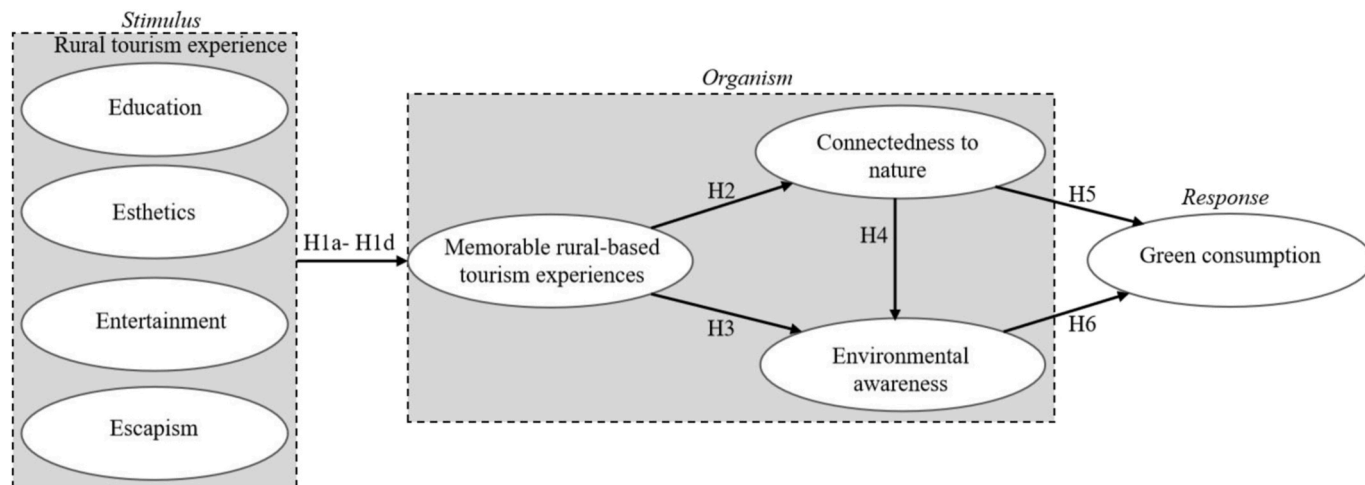 Stimulus
Rural tourism experience
Education
Esthetics
Entertainment
Escapism
H1a- H1d
Organism
Memorable rural-based
tourism experiences
H2
H3
Connectedness to
nature
H4
Environmental
awareness
H5
H6
Response
Green consumption